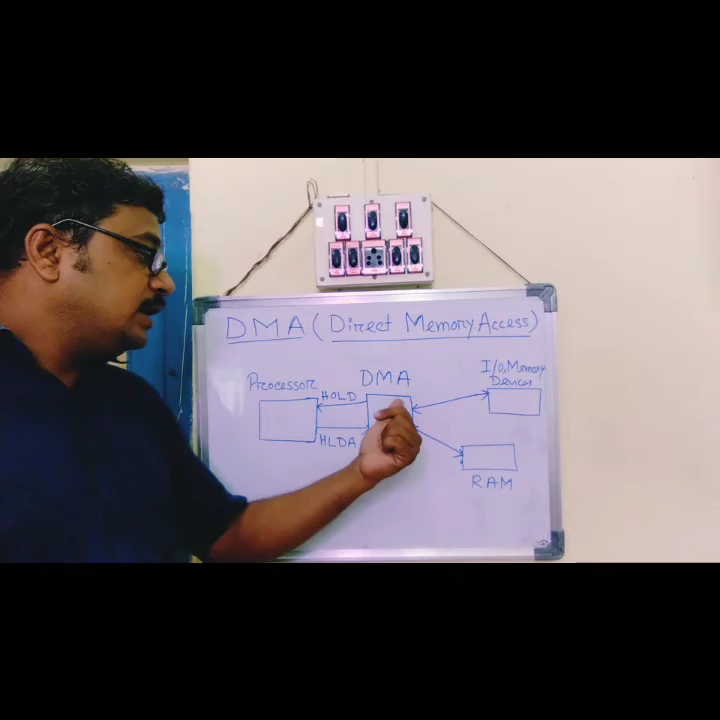 DMA (Direct Memory Access)
Processor
HOLD
HLDA
DMA
I/O, Memory
Devices
RAM